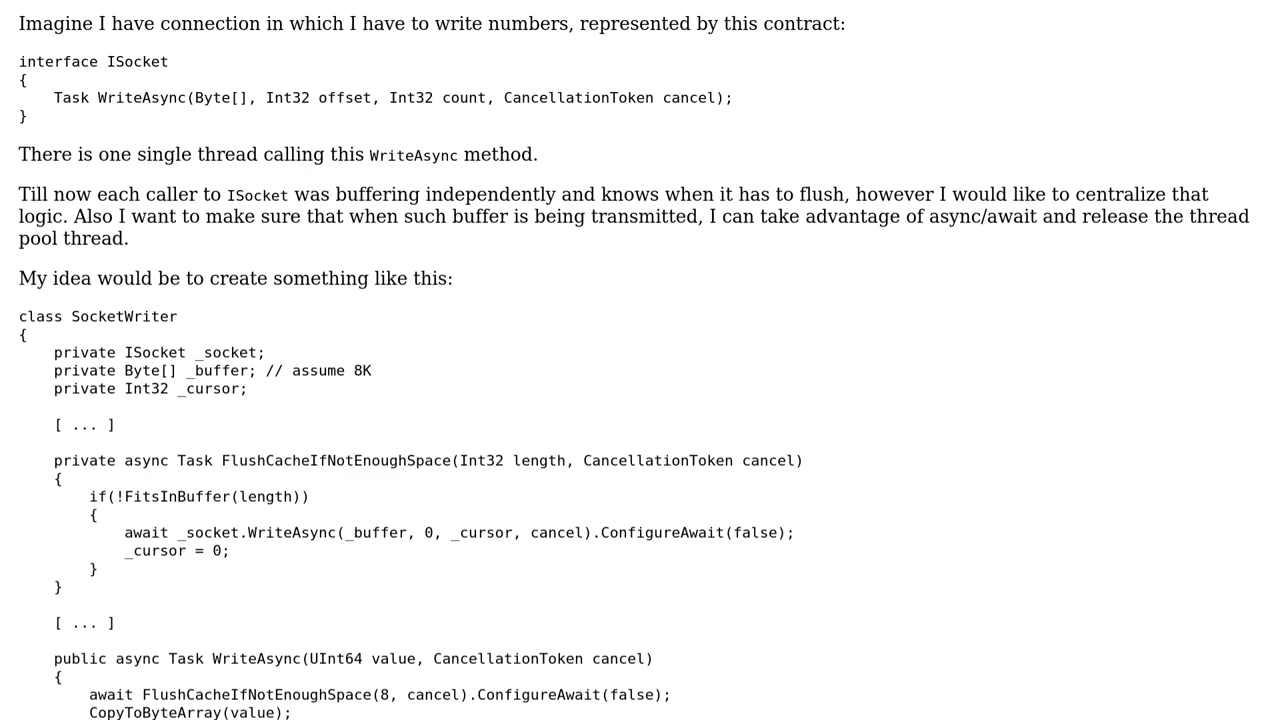 Imagine I have connection in which I have to write numbers, represented by this contract:
interface ISocket
{
    Task WriteAsync(Byte[], Int32 offset, Int32 count, CancellationToken cancel);
}
There is one single thread calling this WriteAsync method.
Till now each caller to ISocket was buffering independently and knows when it has to flush, however I would like to centralize that
logic. Also I want to make sure that when such buffer is being transmitted, I can take advantage of async/await and release the thread
pool thread.
My idea would be to create something like this:
class SocketWriter
{
    private ISocket _socket;
    private Byte[] _buffer; // assume 8K
    private Int32 _cursor;
    [ ... ]
    private async Task FlushCacheIfNotEnoughSpace(Int32 length, CancellationToken cancel)
    {
        if(!FitsInBuffer(length))
        {
            await _socket.WriteAsync(_buffer, 0, _cursor, cancel).ConfigureAwait(false);
            _cursor = 0;
        }
    }
    [ ... ]
    public async Task WriteAsync(UInt64 value, CancellationToken cancel)
    {
        await FlushCacheIfNotEnoughSpace(8, cancel).ConfigureAwait(false);
        CopyToByteArray(value);